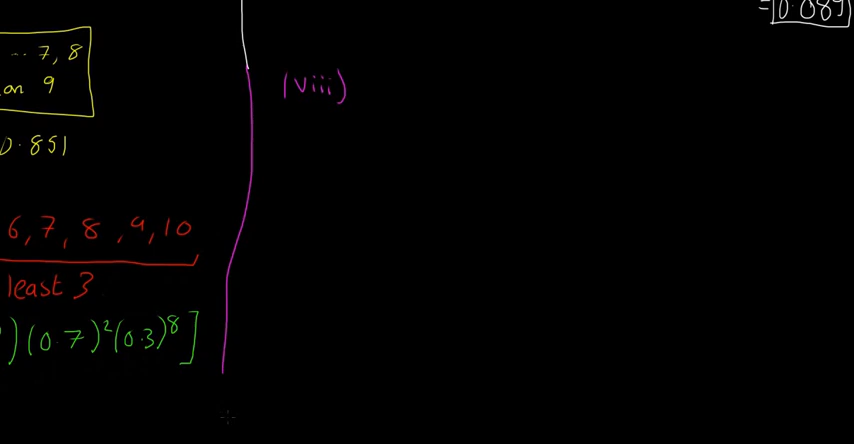 ... 7, 8
an 9
0.851
6, 7, 8, 9, 10
least 3
) (0.7)²(0.3)⁸]
(viii)
= 0.089